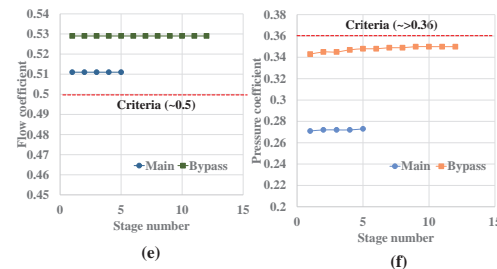 0.53
0.54
0.52
0.51
0.5
0.49
0.48
0.47
0.46
0.45
Flow coefficient
Criteria (~0.5)
Main
Bypass
0
5
10
15
Stage number
(e)
0.38
0.36
0.34
0.32
0.3
0.28
0.26
0.24
0.22
0.2
Pressure coefficient
Criteria (~>0.36)
Main
Bypass
0
5
10
15
Stage number
(f)